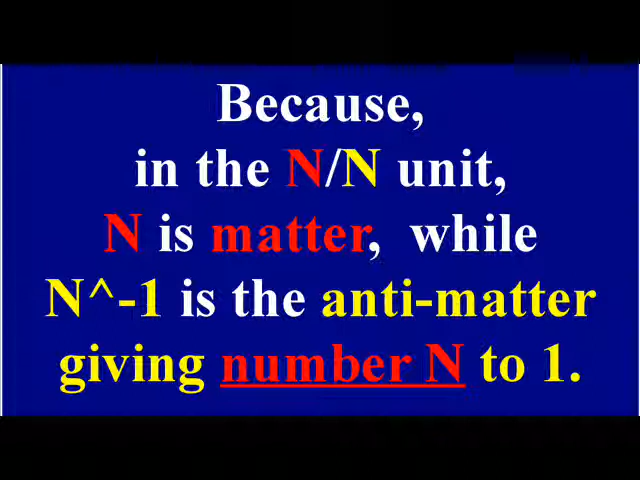 Because,
in the N/N unit,
N is matter, while
N^-1 is the anti-matter
giving number N to 1.